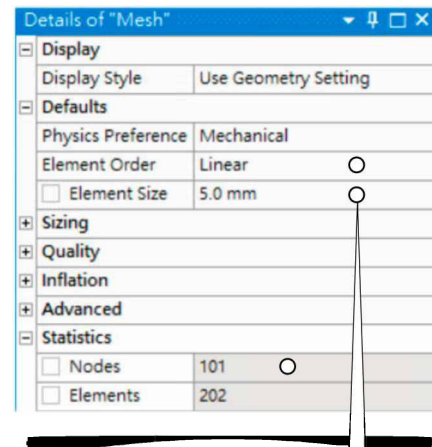 Details of "Mesh"
Display
Display Style Use Geometry Setting
Defaults
Physics Preference Mechanical
Element Order Linear
Element Size 5.0 mm
Sizing
Quality
Inflation
Advanced
Statistics
Nodes 101
Elements 202